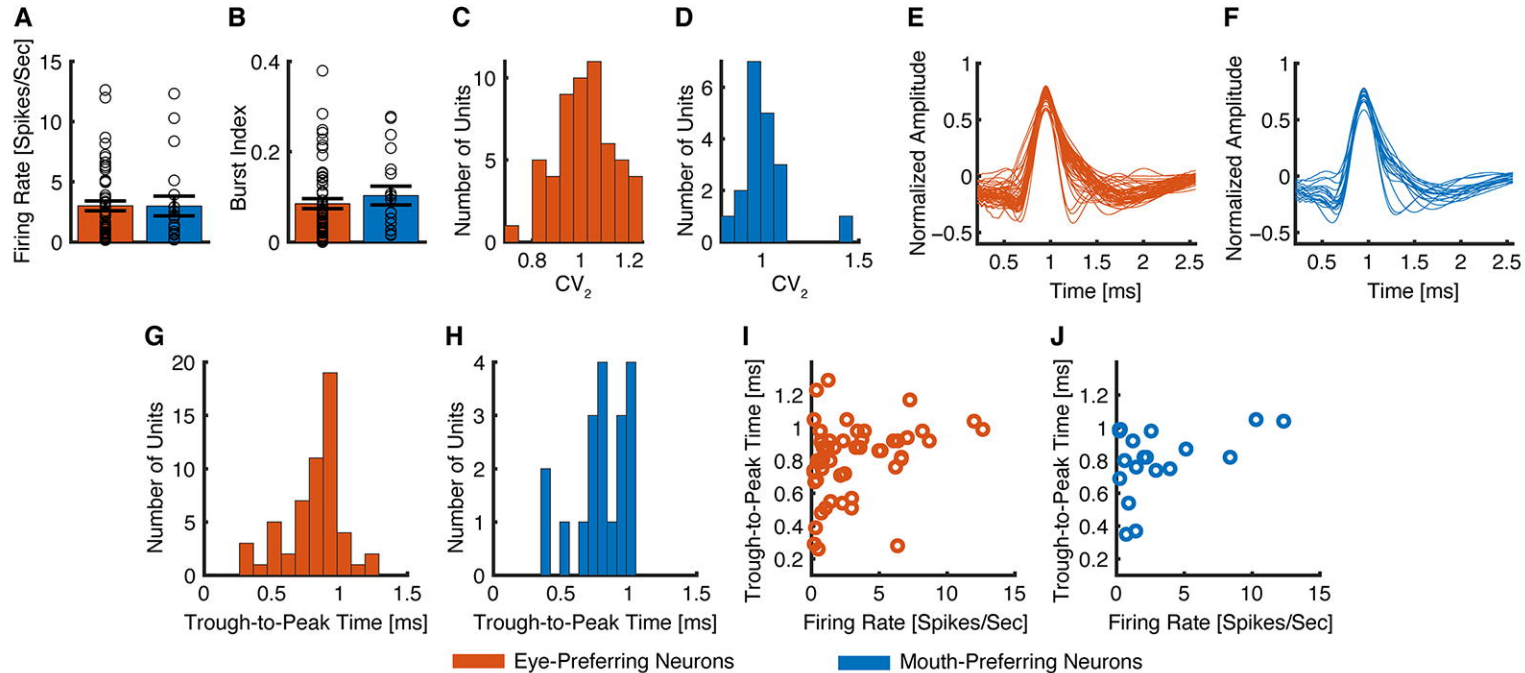 A
B
C
D
E
F
Firing Rate [Spikes/Sec]
15
10
5
0
Burst Index
0.4
0.2
0
Number of Units
10
5
0
0.8
1
1.2
CV2
Number of Units
6
4
2
0
1
1.5
CV2
Normalized Amplitude
1
0.5
0
−0.5
0.5
1
1.5
2
2.5
Time [ms]
Normalized Amplitude
1
0.5
0
−0.5
0.5
1
1.5
2
2.5
Time [ms]
G
H
I
J
Number of Units
20
15
10
5
0
0
0.5
1
1.5
Trough-to-Peak Time [ms]
Number of Units
4
3
2
1
0
0
0.5
1
1.5
Trough-to-Peak Time [ms]
Trough-to-Peak Time [ms]
1.2
1
0.8
0.6
0.4
0.2
0
5
10
15
Firing Rate [Spikes/Sec]
Trough-to-Peak Time [ms]
1.2
1
0.8
0.6
0.4
0.2
0
5
10
15
Firing Rate [Spikes/Sec]
Eye-Preferring Neurons
Mouth-Preferring Neurons